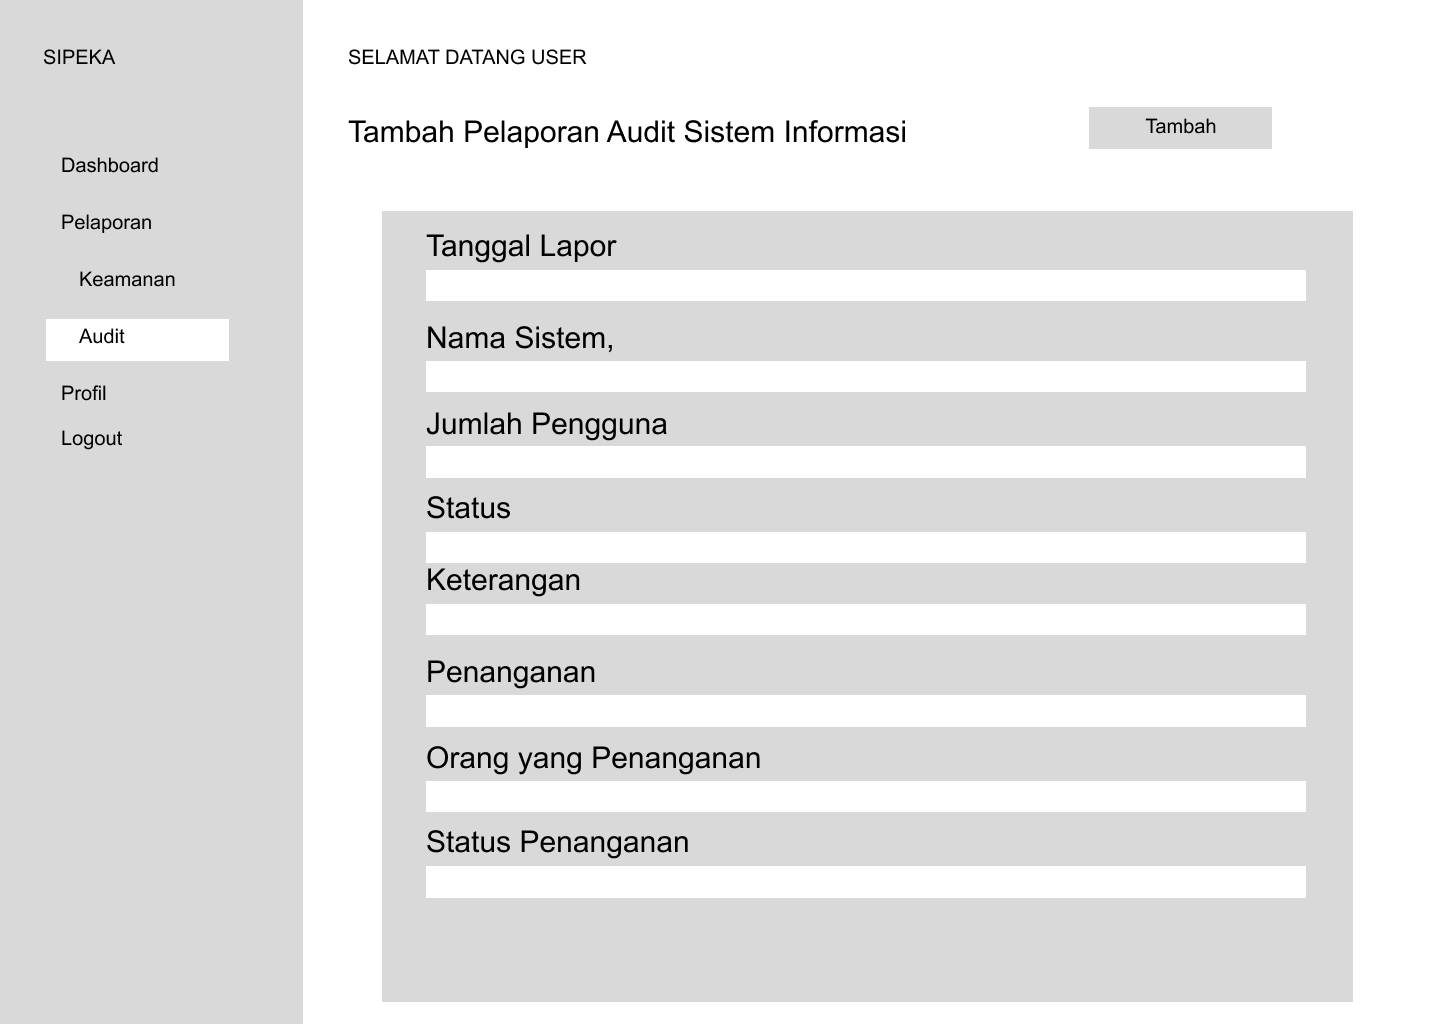 SIPEKA
Dashboard
Pelaporan
Keamanan
Audit
Profil
Logout
SELAMAT DATANG USER
Tambah Pelaporan Audit Sistem Informasi
Tambah
Tanggal Lapor
Nama Sistem,
Jumlah Pengguna
Status
Keterangan
Penanganan
Orang yang Penanganan
Status Penanganan